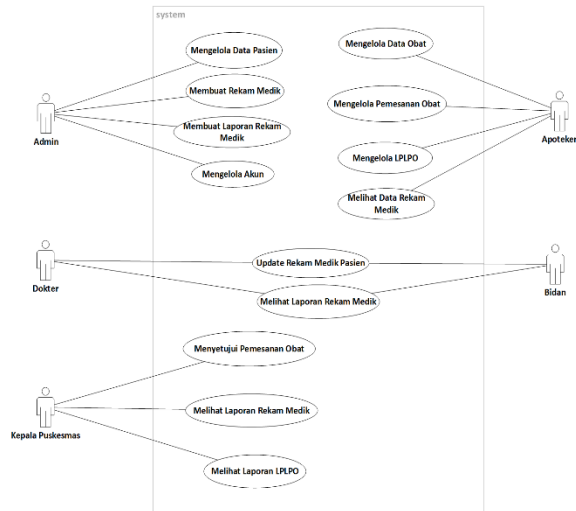 system
Mengelola Data Pasien
Mengelola Data Obat
Membuat Rekam Medik
Mengelola Pemesanan Obat
Admin
Apoteker
Membuat Laporan Rekam
Medik
Mengelola LPLPO
Mengelola Akun
Melihat Data Rekam
Medik
Update Rekam Medik Pasien
Dokter
Bidan
Melihat Laporan Rekam Medik
Menyetujui Pemesanan Obat
Melihat Laporan Rekam Medik
Kepala Puskesmas
Melihat Laporan LPLPO